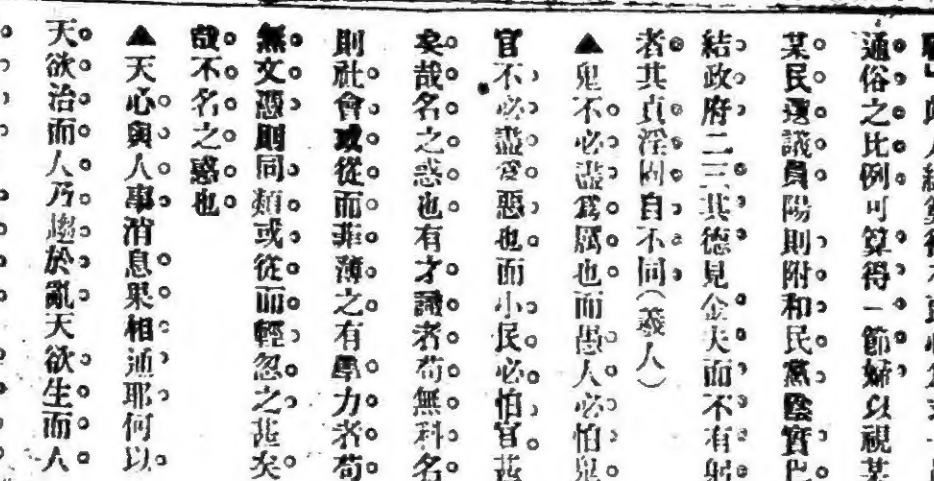 通俗之比例可算得一節婦以視某
某民選議員陽則附和民黨陰實巴
結政府二三其德見金夫而不有躬
者其貞淫固自不同(義人)
▲鬼不必盡爲厲也而愚人必怕鬼
官不必盡爲惡也而小民必怕官甚
矣哉名之惑也有才識者苟無科名
則社會或從而菲薄之有學力者苟
無文憑則同類或從而輕忽之甚矣
哉不名之惑也
▲天心與人事消息果相通耶何以
天欲治而人乃趨於亂天欲生而人